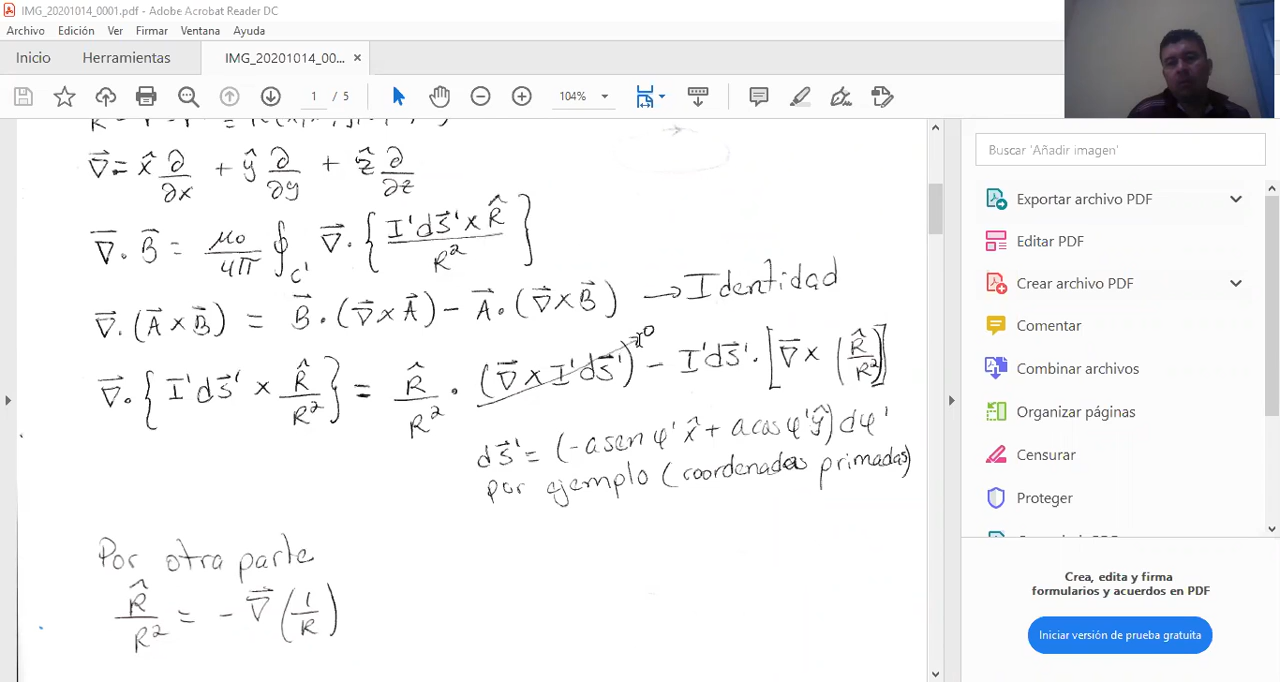 IMG_20201014_0001.pdf - Adobe Acrobat Reader DC
Archivo Edición Ver Firmar Ventana Ayuda
Inicio Herramientas IMG_20201014_00... ×
1 / 5 104%
∇⃗ = x̂ ∂/∂x + ŷ ∂/∂y + ẑ ∂/∂z
∇⃗ · B⃗ = μ₀/4π ∮_C' ∇⃗ · { I'dS⃗' × R̂ / R² }
∇⃗ · (A⃗ × B⃗) = B⃗ · (∇⃗ × A⃗) - A⃗ · (∇⃗ × B⃗) → Identidad
∇⃗ · { I'dS⃗' × R̂/R² } = R̂/R² · (∇⃗ × I'dS⃗')→0 - I'dS⃗' · [∇⃗ × (R̂/R²)]
dS⃗' = (-a sen φ' x̂ + a cos φ' ŷ) dφ'
por ejemplo (coordenadas primadas)
Por otra parte
R̂/R² = - ∇⃗ (1/R)
Buscar 'Añadir imagen'
Exportar archivo PDF
Editar PDF
Crear archivo PDF
Comentar
Combinar archivos
Organizar páginas
Censurar
Proteger
Crea, edita y firma
formularios y acuerdos en PDF
Iniciar versión de prueba gratuita